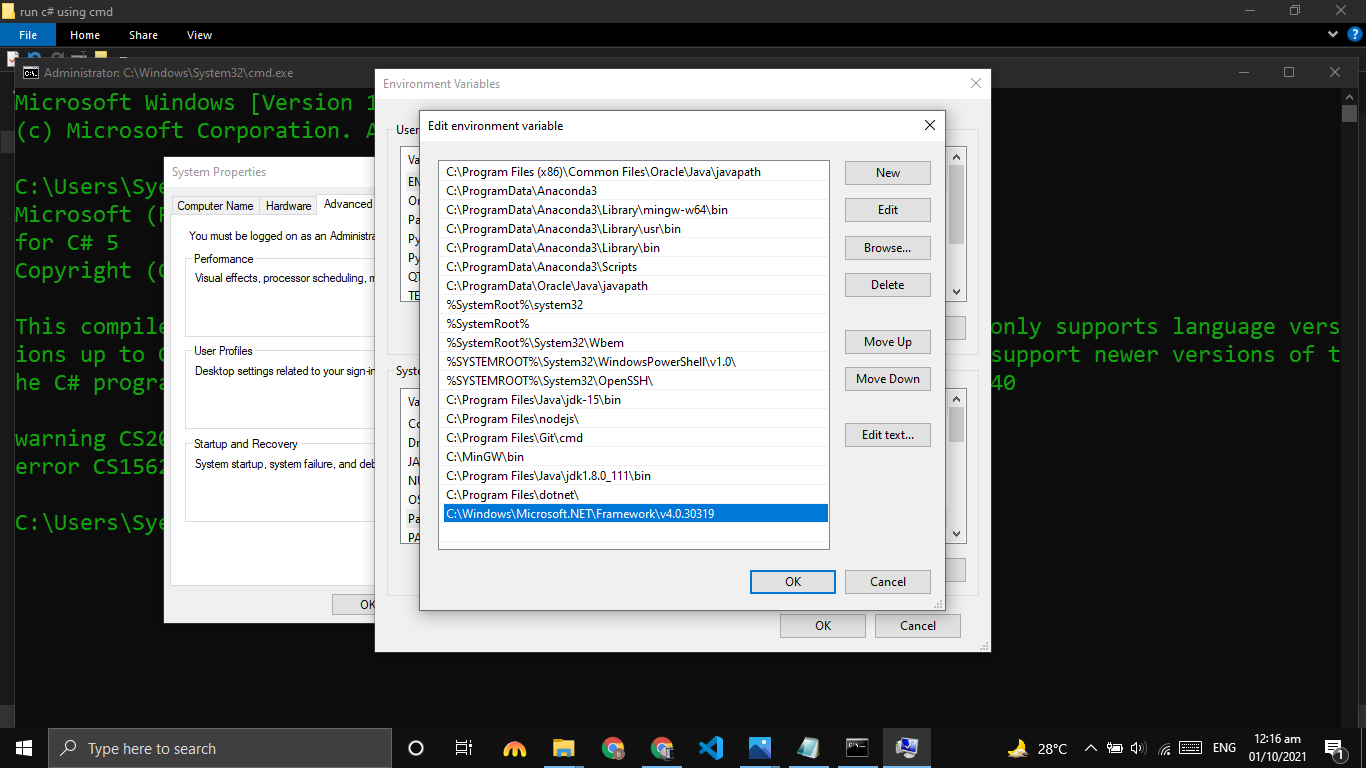 run c# using cmd
File Home Share View
Administrator: C:\Windows\System32\cmd.exe
Microsoft Windows [Version 1
(c) Microsoft Corporation. A
C:\Users\Sye
Microsoft (R
for C# 5
Copyright (C
This compile only supports language vers
ions up to C support newer versions of t
he C# progra 40
warning CS20
error CS1562
C:\Users\Sye
System Properties
Computer Name Hardware Advanced
You must be logged on as an Administra
Performance
Visual effects, processor scheduling, m
User Profiles
Desktop settings related to your sign-in
Startup and Recovery
System startup, system failure, and deb
OK
Environment Variables
User
Va
EN
On
Pa
Py
Py
QT
TE
Syst
Va
Co
Dr
JA
NU
OS
Pa
PA
OK Cancel
Edit environment variable
C:\Program Files (x86)\Common Files\Oracle\Java\javapath
C:\ProgramData\Anaconda3
C:\ProgramData\Anaconda3\Library\mingw-w64\bin
C:\ProgramData\Anaconda3\Library\usr\bin
C:\ProgramData\Anaconda3\Library\bin
C:\ProgramData\Anaconda3\Scripts
C:\ProgramData\Oracle\Java\javapath
%SystemRoot%\system32
%SystemRoot%
%SystemRoot%\System32\Wbem
%SYSTEMROOT%\System32\WindowsPowerShell\v1.0\
%SYSTEMROOT%\System32\OpenSSH\
C:\Program Files\Java\jdk-15\bin
C:\Program Files\nodejs\
C:\Program Files\Git\cmd
C:\MinGW\bin
C:\Program Files\Java\jdk1.8.0_111\bin
C:\Program Files\dotnet\
C:\Windows\Microsoft.NET\Framework\v4.0.30319
New
Edit
Browse...
Delete
Move Up
Move Down
Edit text...
OK Cancel
Type here to search
28°C ENG
12:16 am
01/10/2021
1